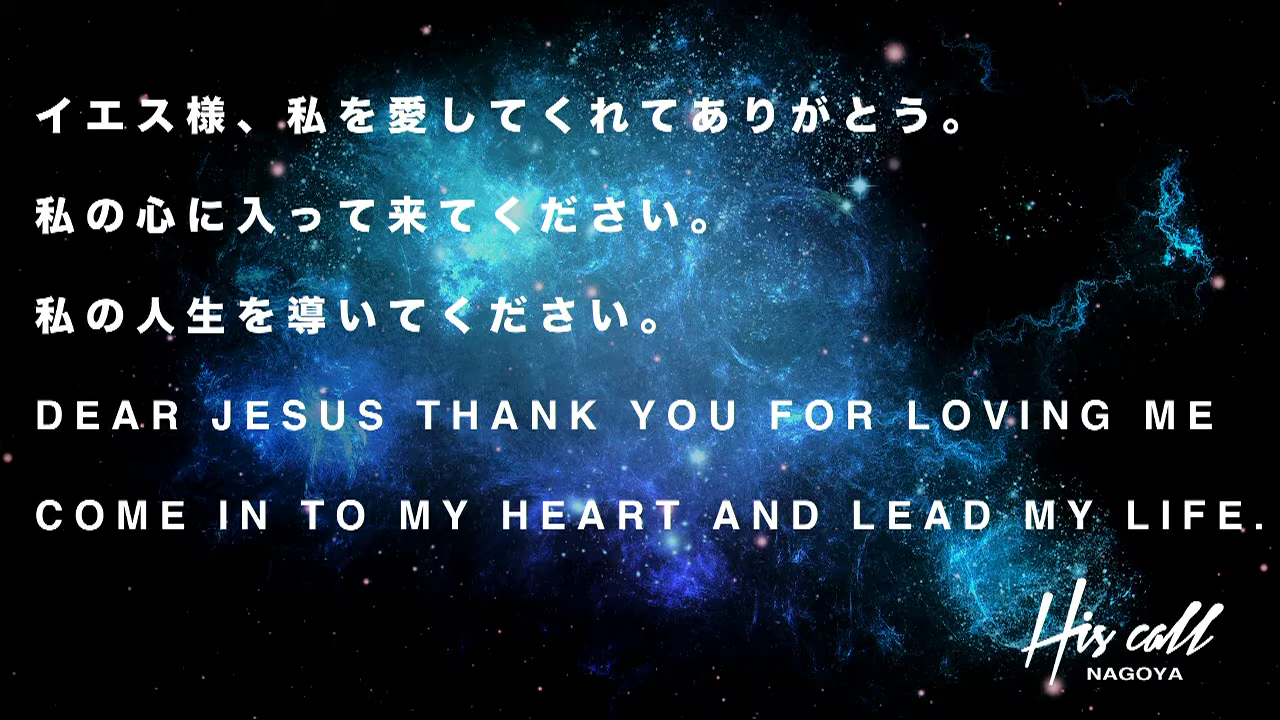 イエス様、私を愛してくれてありがとう。
私の心に入って来てください。
私の人生を導いてください。
DEAR JESUS THANK YOU FOR LOVING ME
COME IN TO MY HEART AND LEAD MY LIFE.
His call
NAGOYA